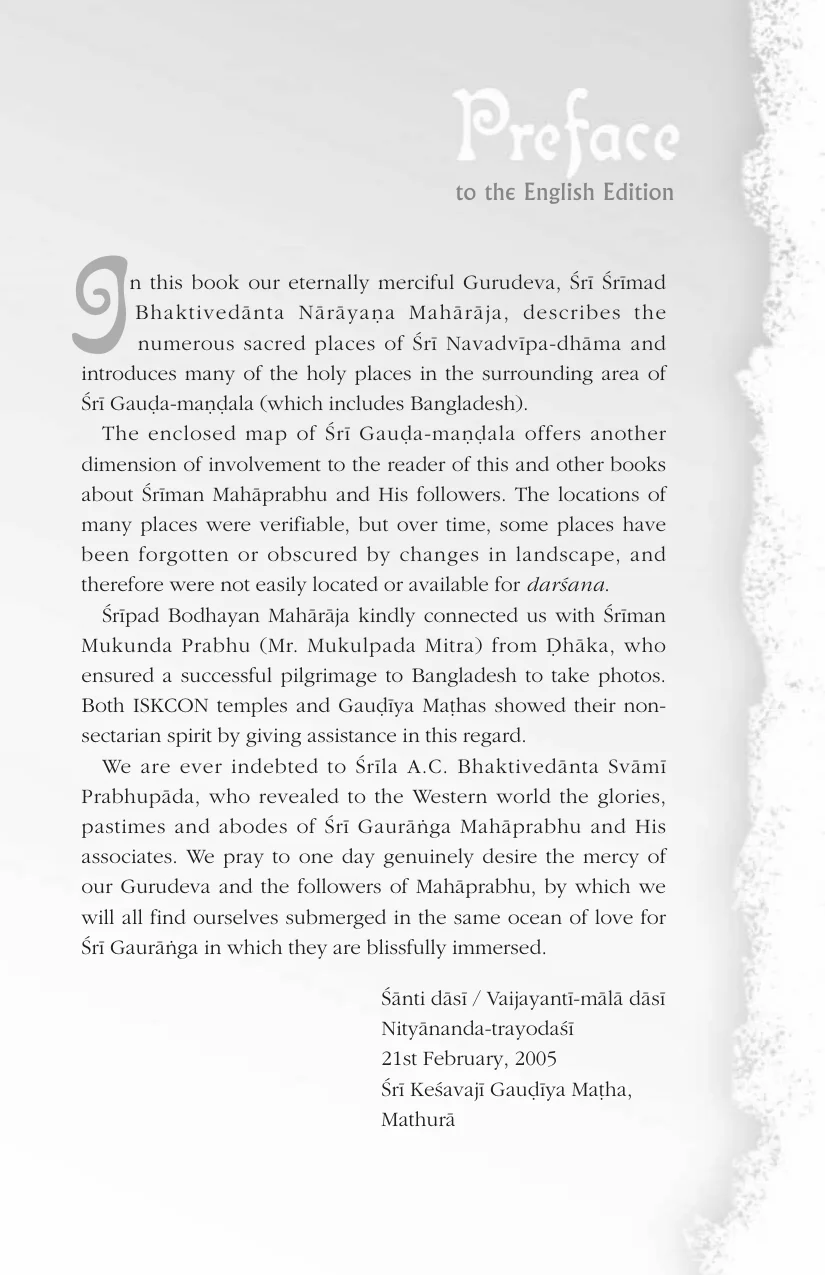 Preface
to the English Edition
In this book our eternally merciful Gurudeva, Śrī Śrīmad
Bhaktivedānta Nārāyaṇa Mahārāja, describes the
numerous sacred places of Śrī Navadvīpa-dhāma and
introduces many of the holy places in the surrounding area of
Śrī Gauḍa-maṇḍala (which includes Bangladesh).
The enclosed map of Śrī Gauḍa-maṇḍala offers another
dimension of involvement to the reader of this and other books
about Śrīman Mahāprabhu and His followers. The locations of
many places were verifiable, but over time, some places have
been forgotten or obscured by changes in landscape, and
therefore were not easily located or available for darśana.
Śrīpad Bodhayan Mahārāja kindly connected us with Śrīman
Mukunda Prabhu (Mr. Mukulpada Mitra) from Ḍhāka, who
ensured a successful pilgrimage to Bangladesh to take photos.
Both ISKCON temples and Gauḍīya Maṭhas showed their non-
sectarian spirit by giving assistance in this regard.
We are ever indebted to Śrīla A.C. Bhaktivedānta Svāmī
Prabhupāda, who revealed to the Western world the glories,
pastimes and abodes of Śrī Gaurāṅga Mahāprabhu and His
associates. We pray to one day genuinely desire the mercy of
our Gurudeva and the followers of Mahāprabhu, by which we
will all find ourselves submerged in the same ocean of love for
Śrī Gaurāṅga in which they are blissfully immersed.
Śānti dāsī / Vaijayantī-mālā dāsī
Nityānanda-trayodaśī
21st February, 2005
Śrī Keśavajī Gauḍīya Maṭha,
Mathurā